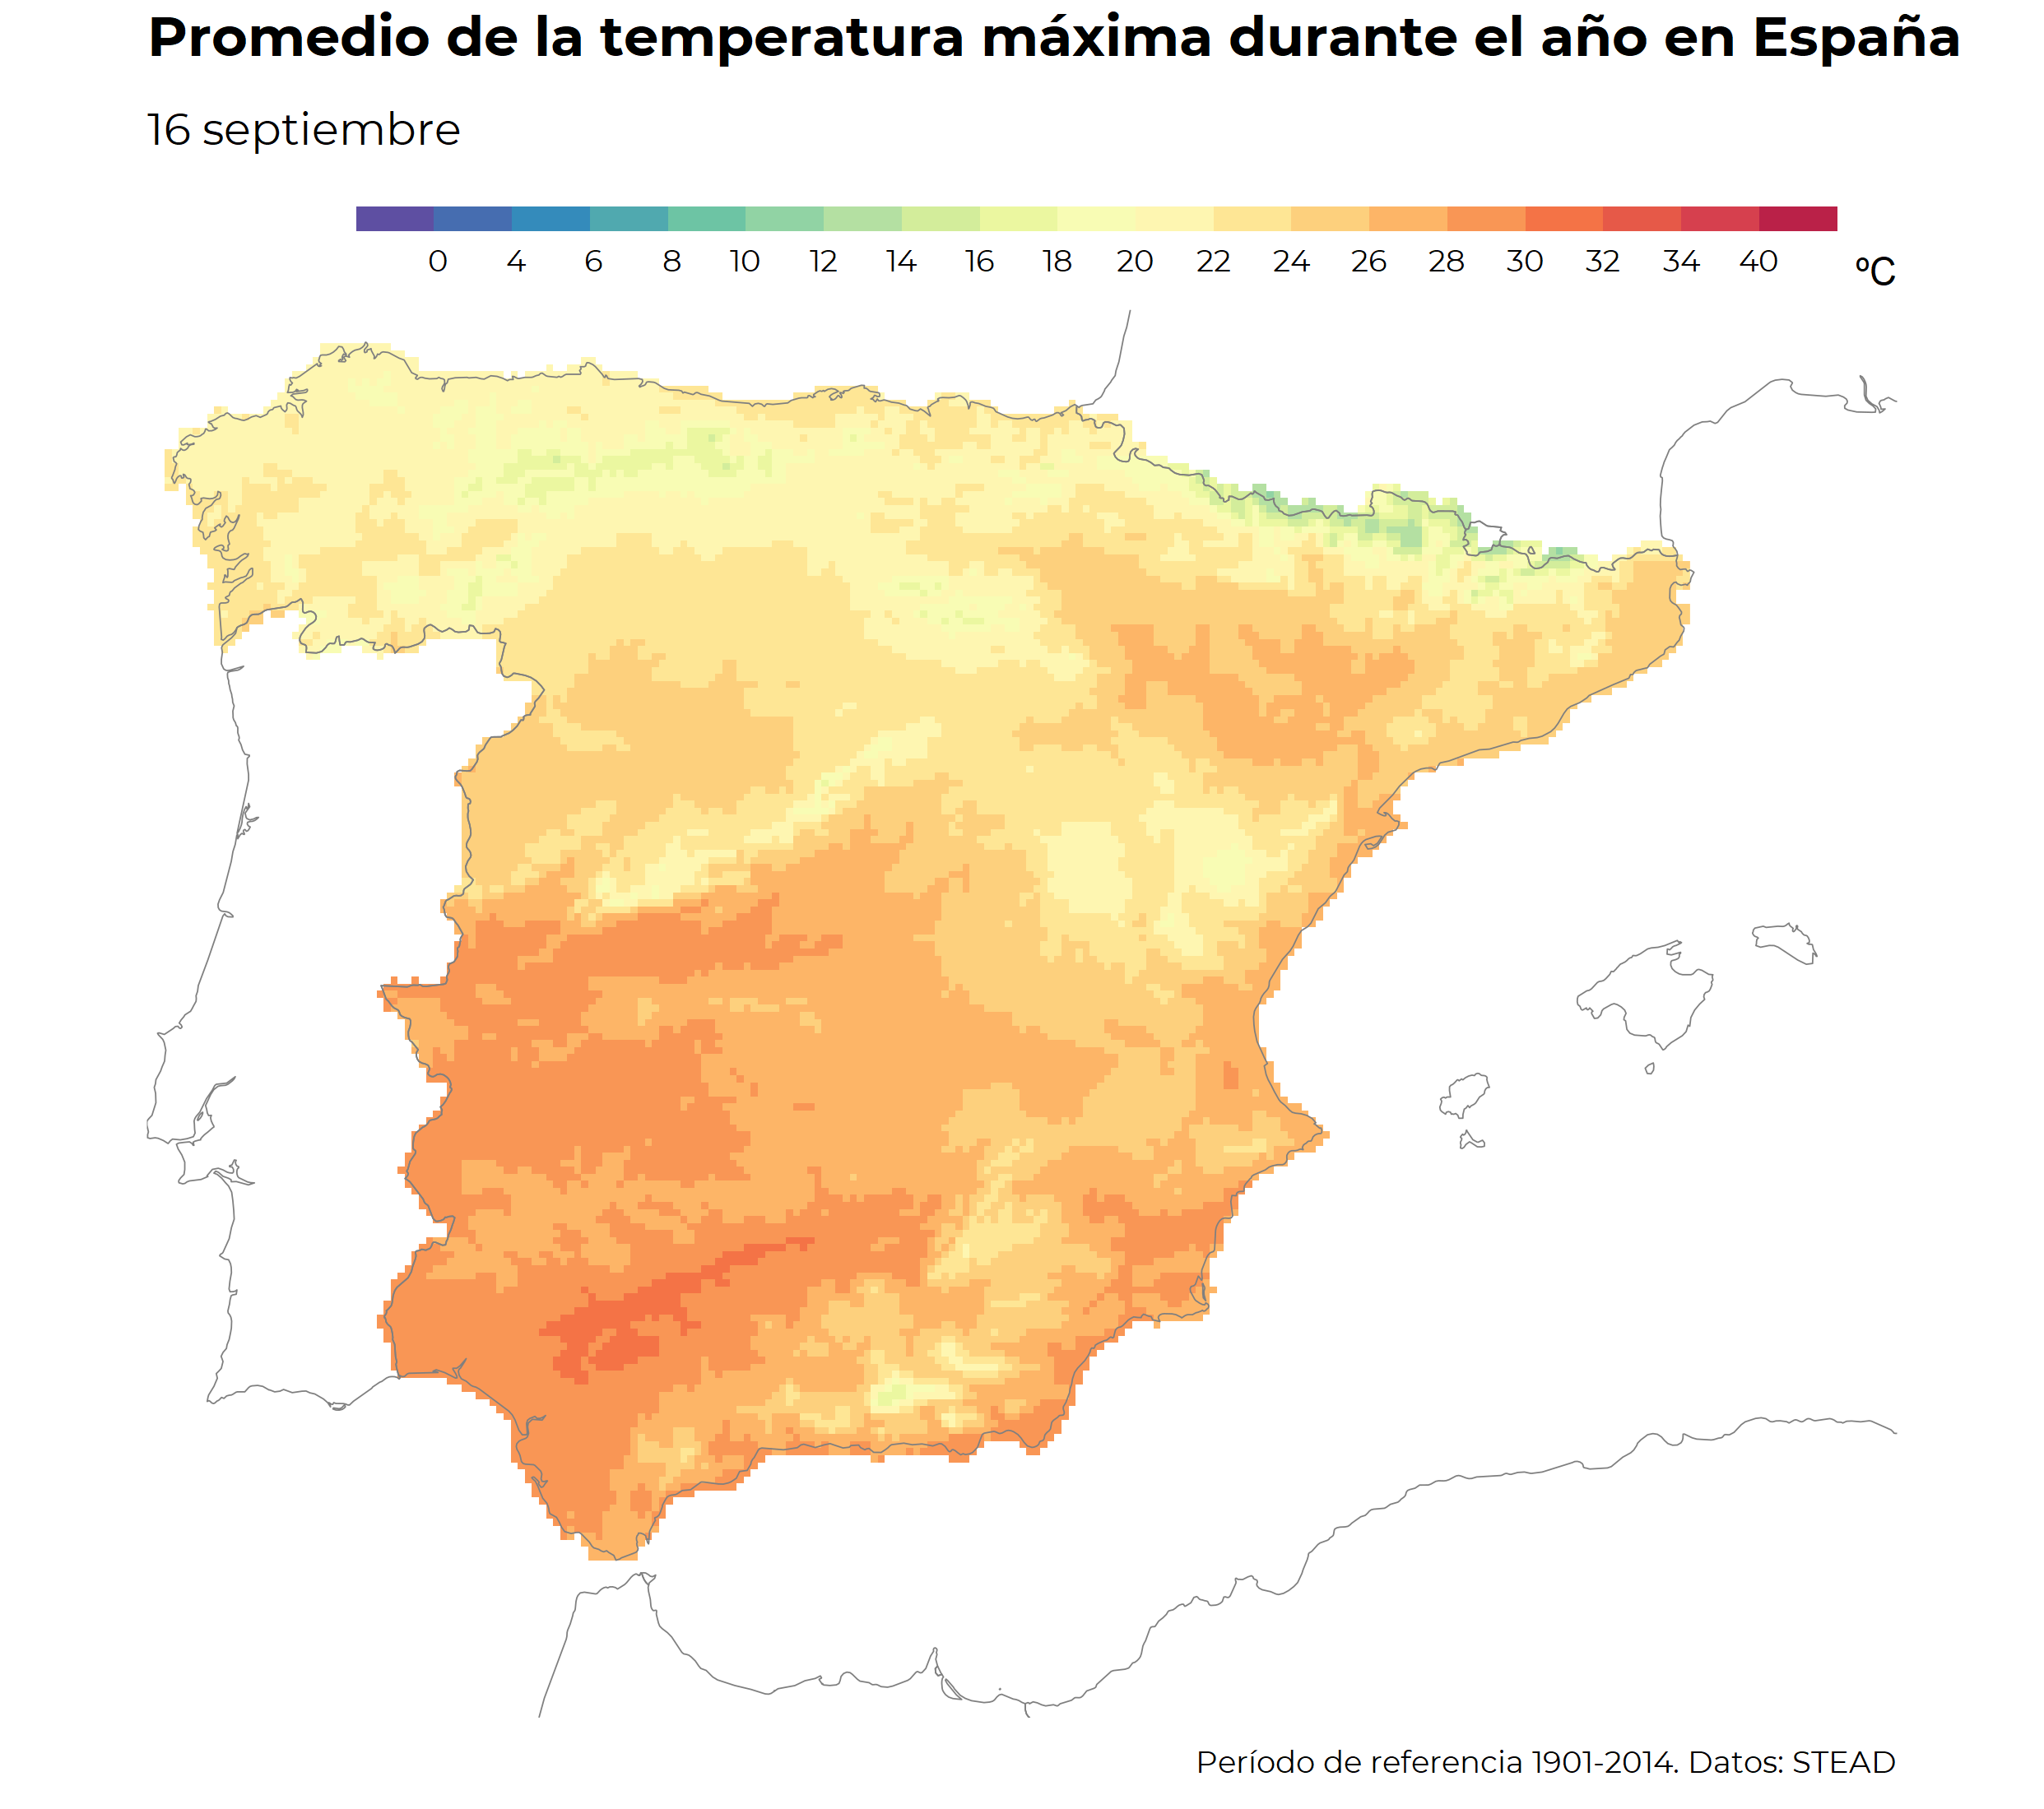 Promedio de la temperatura máxima durante el año en España
16 septiembre
0 4 6 8 10 12 14 16 18 20 22 24 26 28 30 32 34 40 ºC
Período de referencia 1901-2014. Datos: STEAD